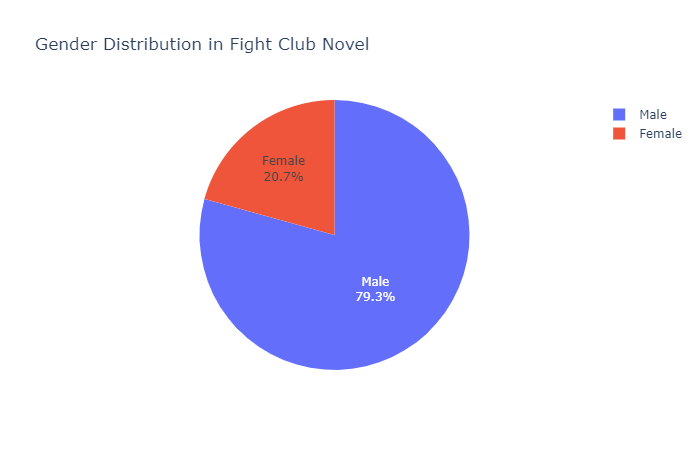 Gender Distribution in Fight Club Novel
Male
Female
Female
20.7%
Male
79.3%